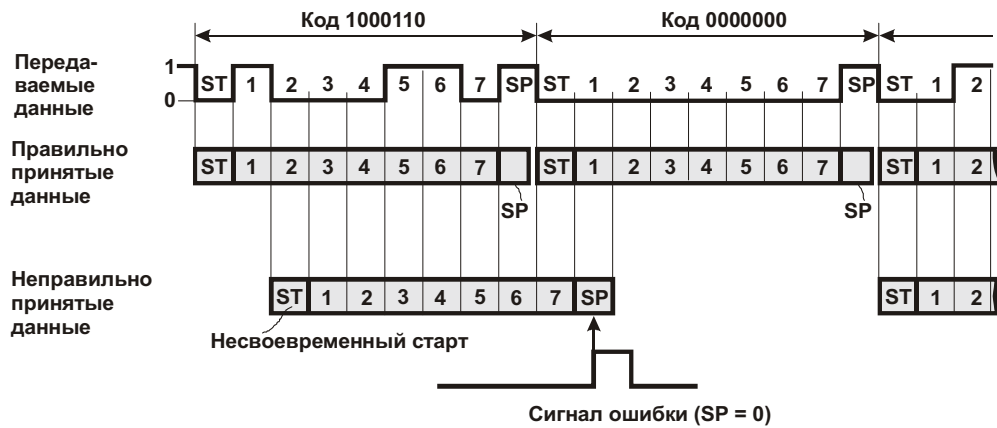 Код 1000110 Код 0000000
Переда-
ваемые
данные
1
0
ST 1 2 3 4 5 6 7 SP ST 1 2 3 4 5 6 7 SP ST 1 2
Правильно
принятые
данные
ST 1 2 3 4 5 6 7 ST 1 2 3 4 5 6 7 ST 1 2
SP SP
Неправильно
принятые
данные
ST 1 2 3 4 5 6 7 SP ST 1 2
Несвоевременный старт
Сигнал ошибки (SP = 0)